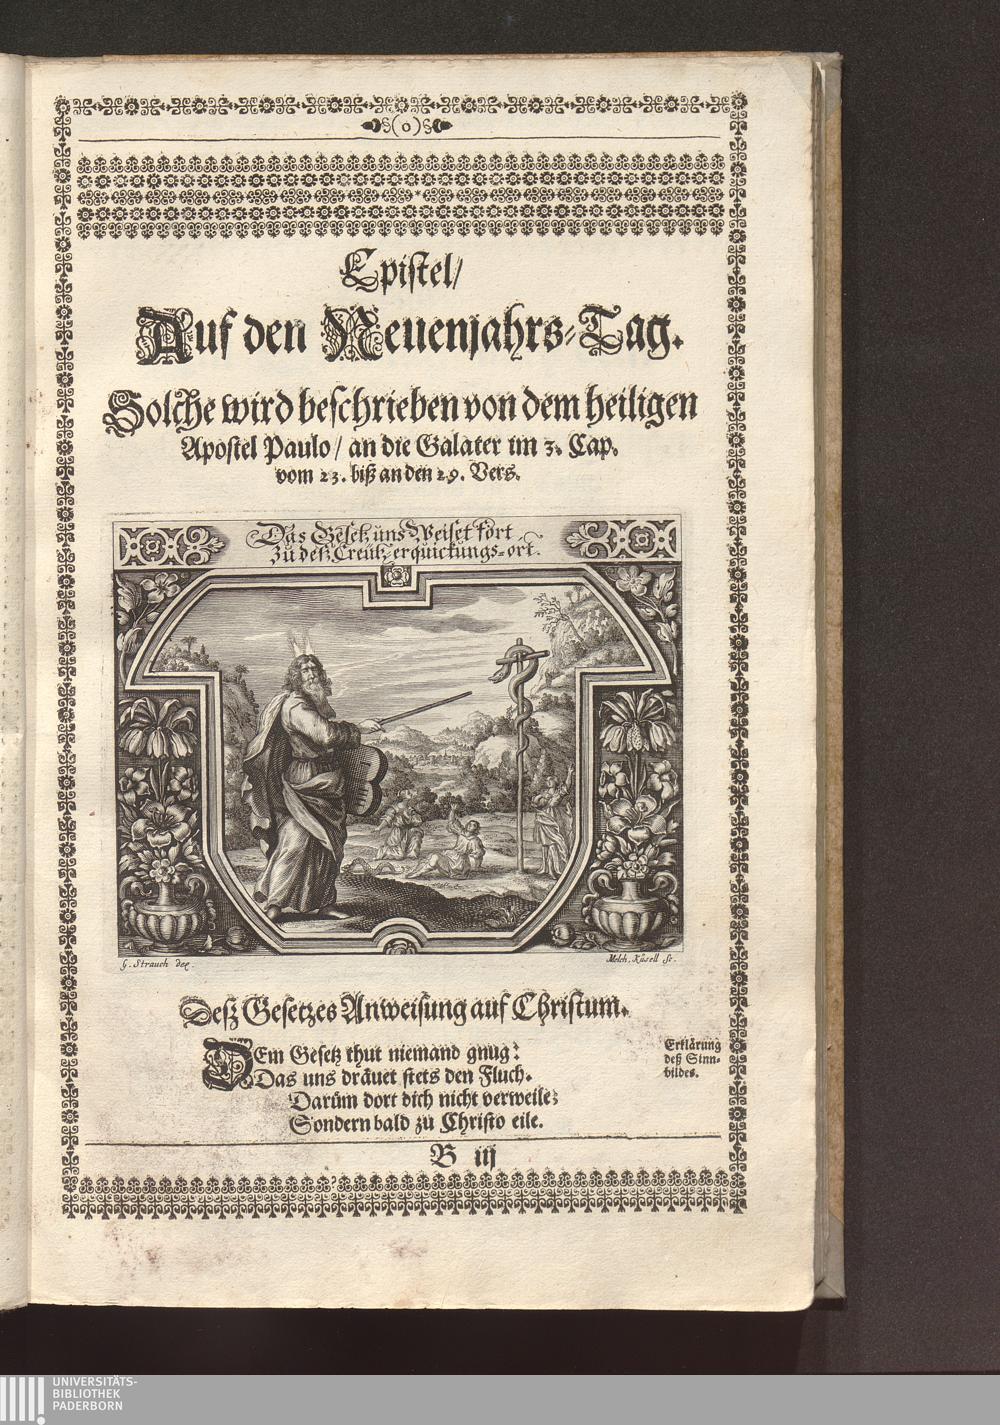 (o)
Epistel/
Auf den Neuenjahrs-Tag.
Solche wird beschrieben von dem heiligen
Apostel Paulo/ an die Galater im 3. Cap.
vom 23. biß an den 29. Vers.
Das Gesetz uns Weiset fort
Zu deß Creutz erquickungs-ort.
G. Strauch del.
Melch. Küsell sc.
Deß Gesetzes Anweisung auf Christum.
DEm Gesetz thut niemand gnug:
Das uns dräuet stets den Fluch.
Darüm dort dich nicht verweile;
Sondern bald zu Christo eile.
Erklärung
deß Sinn-
bildes.
B iij
UNIVERSITÄTS-
BIBLIOTHEK
PADERBORN